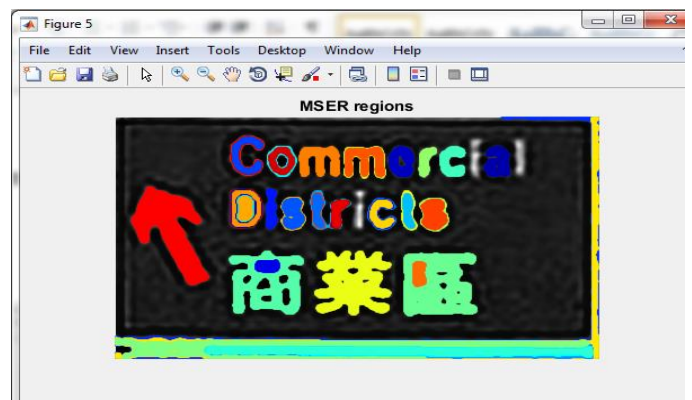 Figure 5
File Edit View Insert Tools Desktop Window Help
MSER regions
Commercial
Districts
商業區